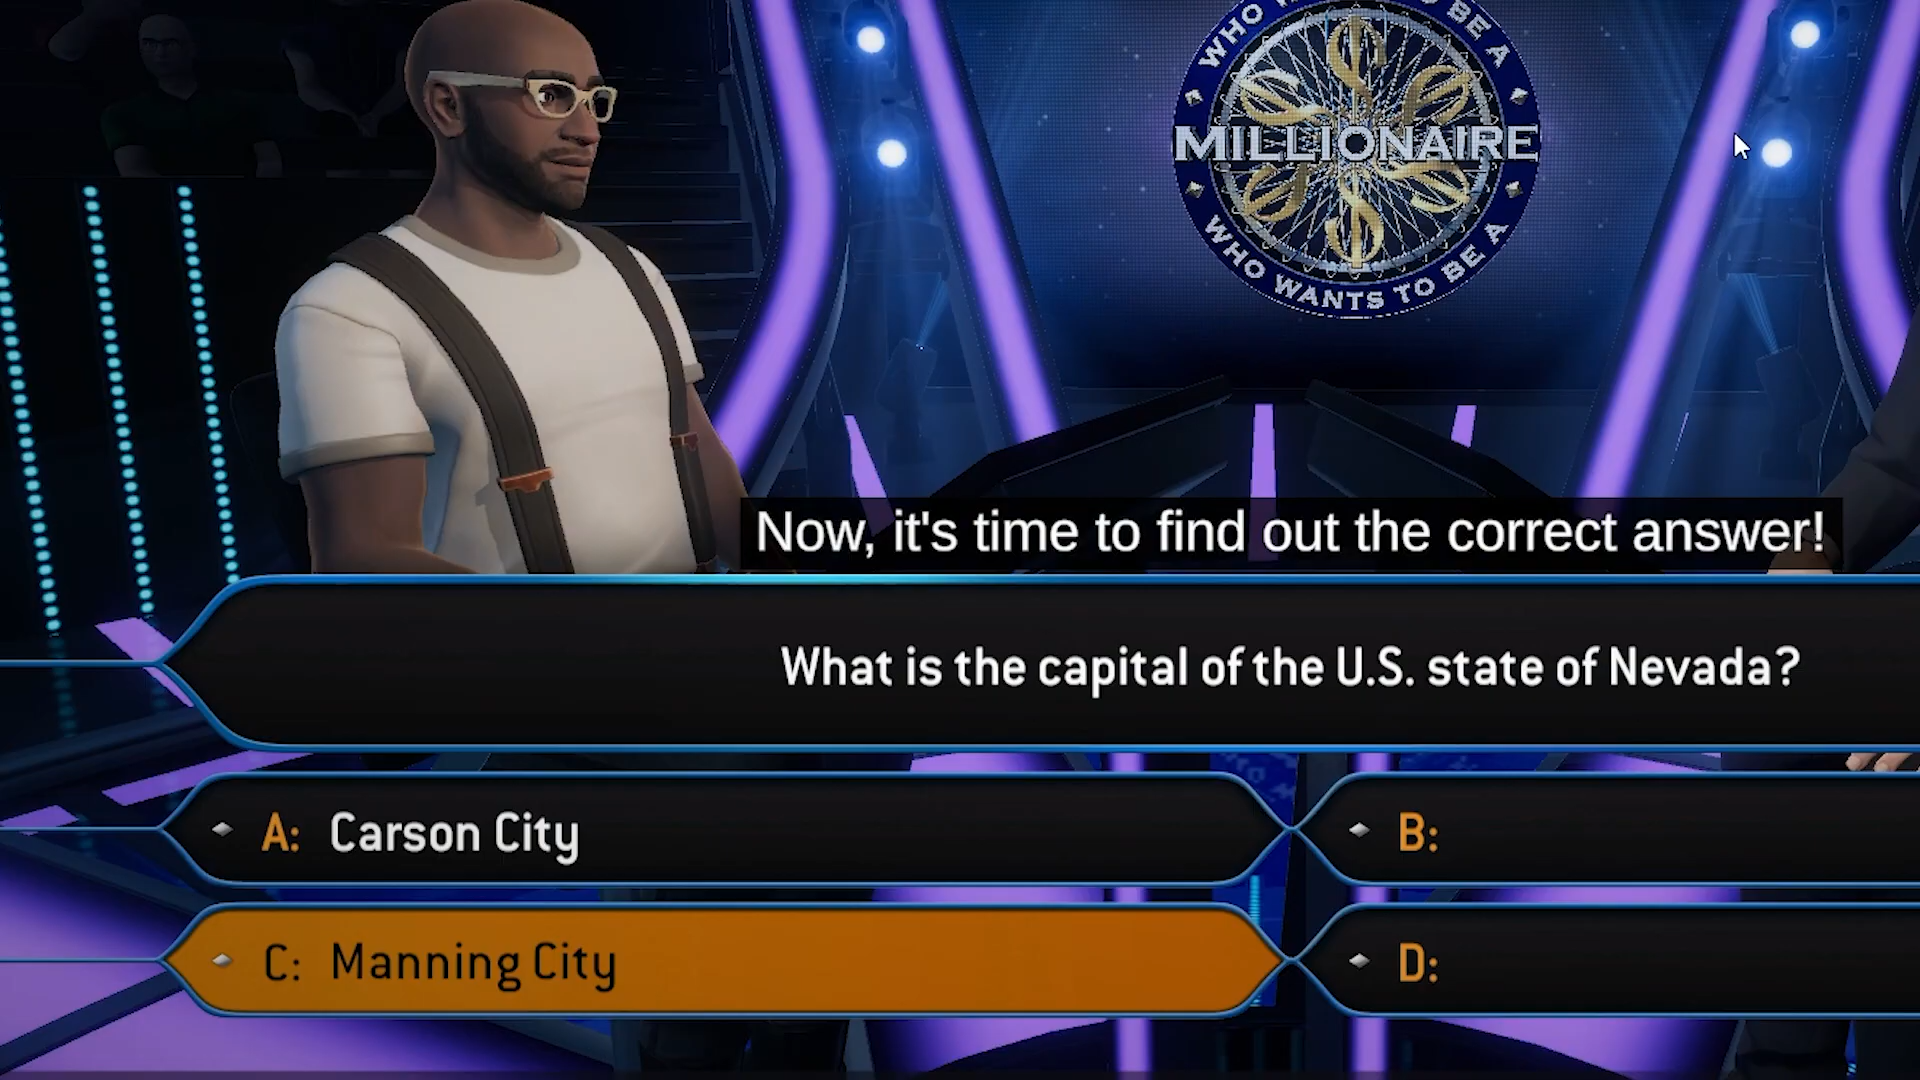 WHO WANTS TO BE A
MILLIONAIRE
WHO WANTS TO BE A
Now, it's time to find out the correct answer!
What is the capital of the U.S. state of Nevada?
A: Carson City
B:
C: Manning City
D: